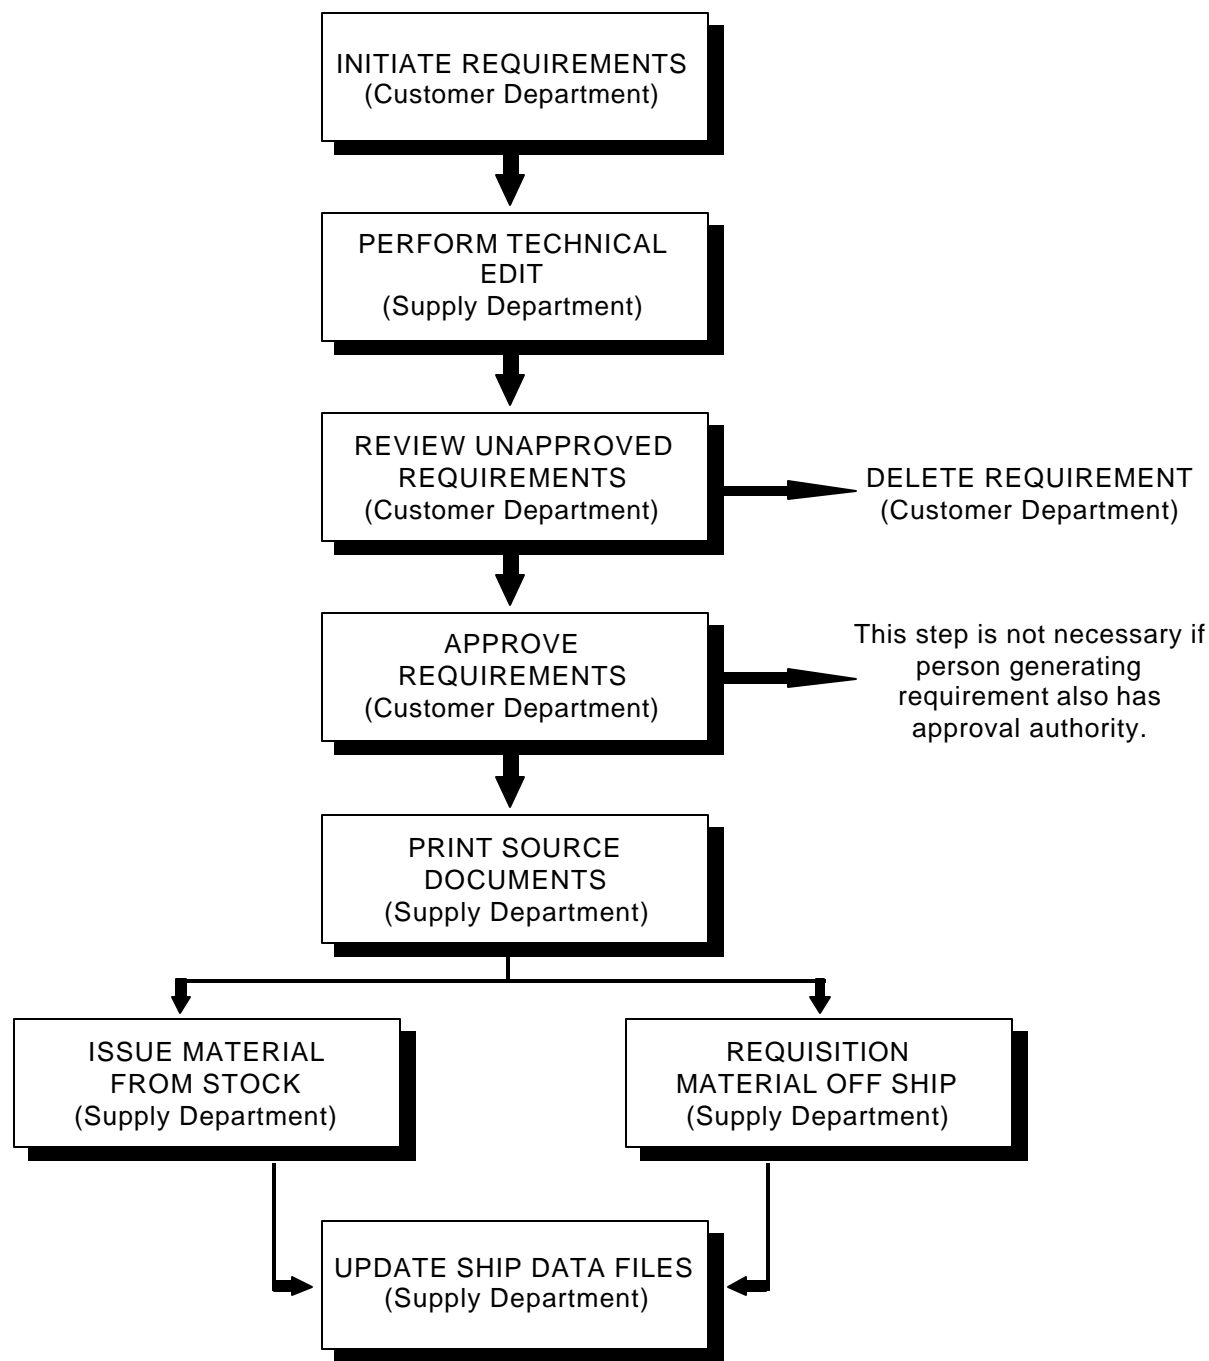 INITIATE REQUIREMENTS
(Customer Department)
PERFORM TECHNICAL
EDIT
(Supply Department)
REVIEW UNAPPROVED
REQUIREMENTS
(Customer Department)
DELETE REQUIREMENT
(Customer Department)
APPROVE
REQUIREMENTS
(Customer Department)
This step is not necessary if
person generating
requirement also has
approval authority.
PRINT SOURCE
DOCUMENTS
(Supply Department)
ISSUE MATERIAL
FROM STOCK
(Supply Department)
REQUISITION
MATERIAL OFF SHIP
(Supply Department)
UPDATE SHIP DATA FILES
(Supply Department)